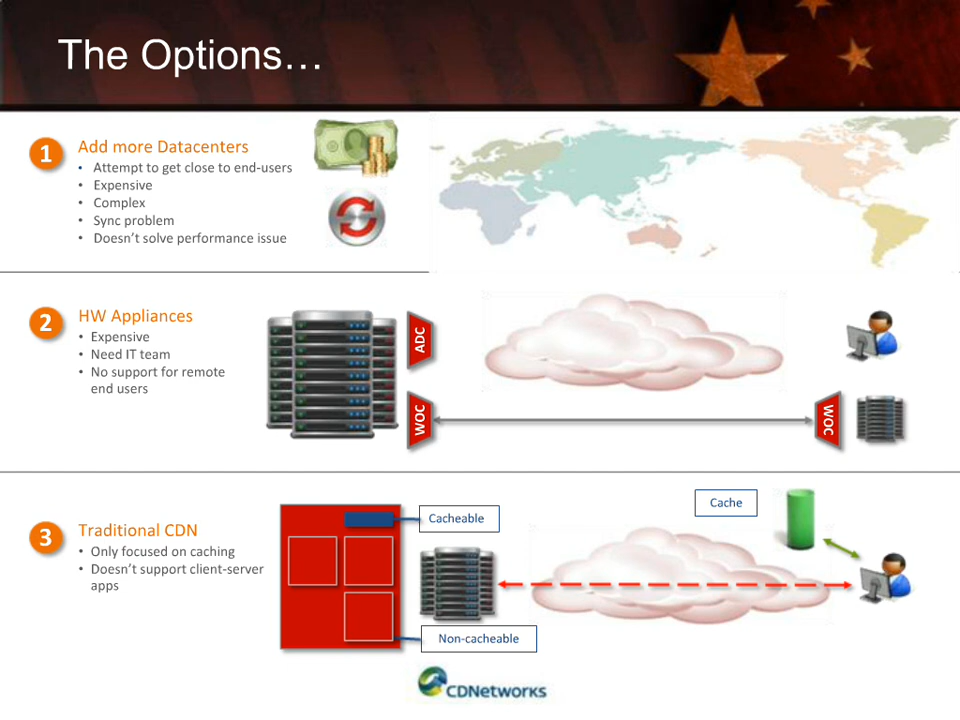 The Options…
1
Add more Datacenters
• Attempt to get close to end-users
• Expensive
• Complex
• Sync problem
• Doesn’t solve performance issue
2
HW Appliances
• Expensive
• Need IT team
• No support for remote
end users
ADC
WOC
WOC
3
Traditional CDN
• Only focused on caching
• Doesn’t support client-server
apps
Cacheable
Cache
Non-cacheable
CDNetworks